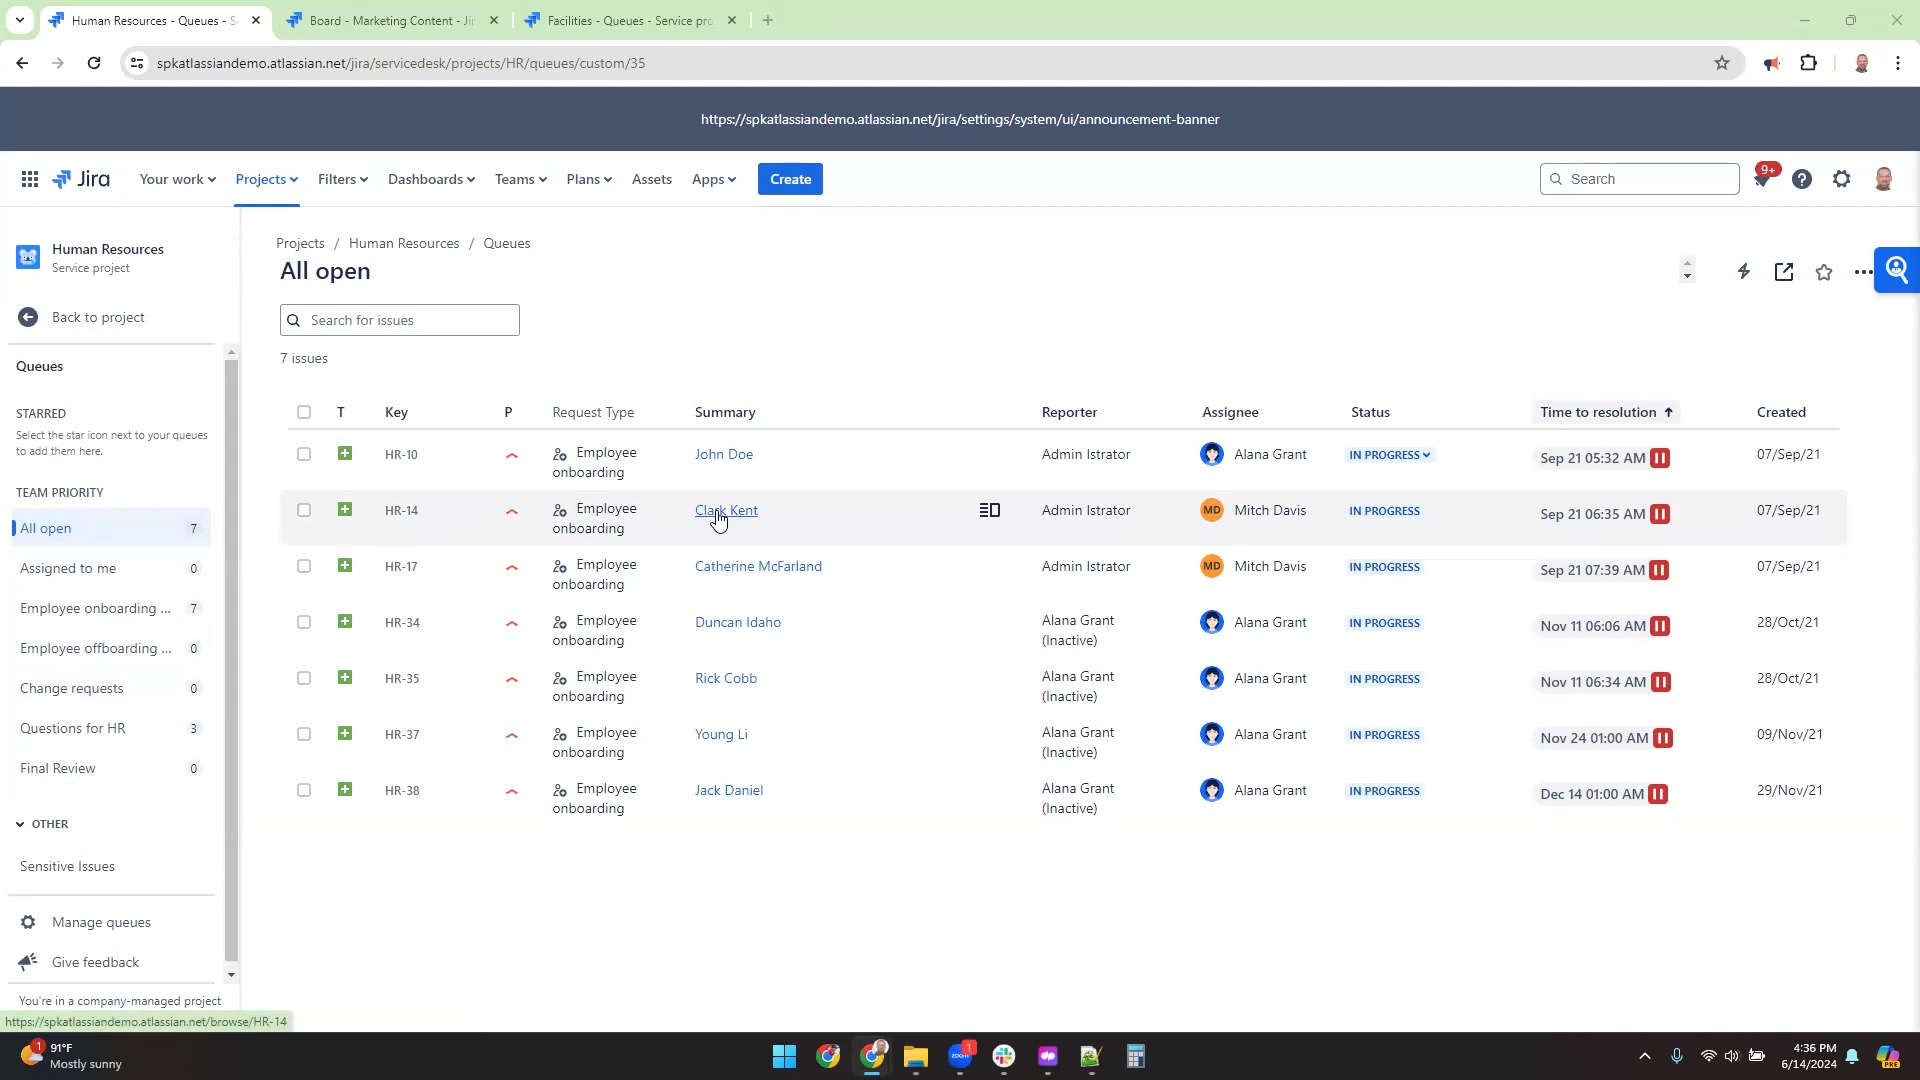 Human Resources - Queues - S
Board - Marketing Content - Jir
Facilities - Queues - Service pro
spkatlassiandemo.atlassian.net/jira/servicedesk/projects/HR/queues/custom/35
https://spkatlassiandemo.atlassian.net/jira/settings/system/ui/announcement-banner
Jira
Your work
Projects
Filters
Dashboards
Teams
Plans
Assets
Apps
Create
Search
9+
Human Resources
Service project
Back to project
Queues
STARRED
Select the star icon next to your queues
to add them here.
TEAM PRIORITY
All open 7
Assigned to me 0
Employee onboarding ... 7
Employee offboarding ... 0
Change requests 0
Questions for HR 3
Final Review 0
OTHER
Sensitive Issues
Manage queues
Give feedback
You're in a company-managed project
https://spkatlassiandemo.atlassian.net/browse/HR-14
Projects / Human Resources / Queues
All open
Search for issues
7 issues
T Key P Request Type Summary Reporter Assignee Status Time to resolution Created
HR-10 Employee onboarding John Doe Admin Istrator Alana Grant IN PROGRESS Sep 21 05:32 AM 07/Sep/21
HR-14 Employee onboarding Clark Kent Admin Istrator MD Mitch Davis IN PROGRESS Sep 21 06:35 AM 07/Sep/21
HR-17 Employee onboarding Catherine McFarland Admin Istrator MD Mitch Davis IN PROGRESS Sep 21 07:39 AM 07/Sep/21
HR-34 Employee onboarding Duncan Idaho Alana Grant (Inactive) Alana Grant IN PROGRESS Nov 11 06:06 AM 28/Oct/21
HR-35 Employee onboarding Rick Cobb Alana Grant (Inactive) Alana Grant IN PROGRESS Nov 11 06:34 AM 28/Oct/21
HR-37 Employee onboarding Young Li Alana Grant (Inactive) Alana Grant IN PROGRESS Nov 24 01:00 AM 09/Nov/21
HR-38 Employee onboarding Jack Daniel Alana Grant (Inactive) Alana Grant IN PROGRESS Dec 14 01:00 AM 29/Nov/21
1
91°F
Mostly sunny
zoom
1
4:36 PM
6/14/2024
PRE